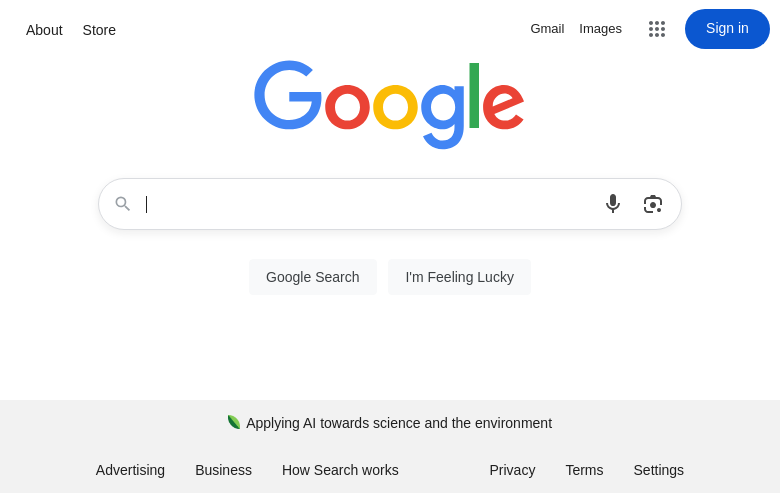 About Store Gmail Images Sign in
Google
Google Search I'm Feeling Lucky
Applying AI towards science and the environment
Advertising Business How Search works Privacy Terms Settings